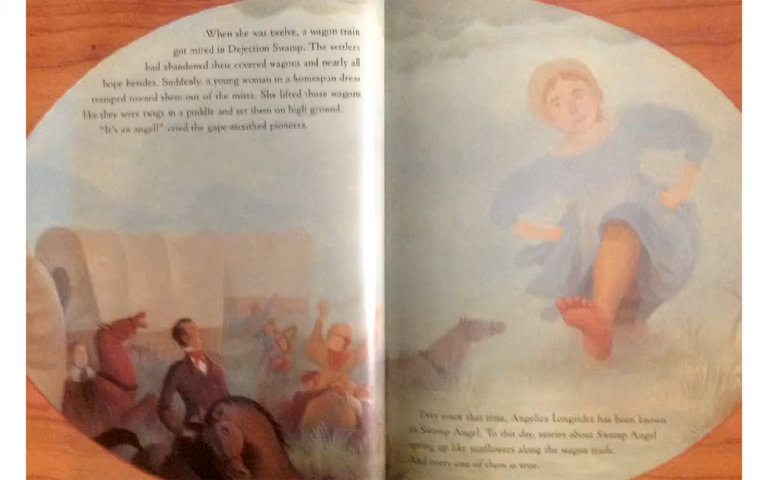 When she was twelve, a wagon train
got mired in Dejection Swamp. The settlers
had abandoned their covered wagons and nearly all
hope besides. Suddenly, a young woman in a homespun dress
tromped toward them out of the mists. She lifted those wagons
like they were twigs in a puddle and set them on high ground.
"It's an angel!" cried the gape-mouthed pioneers.
Ever since that time, Angelica Longrider has been known
as Swamp Angel. To this day, stories about Swamp Angel
spring up like sunflowers along the wagon trails.
And every one of them is true.